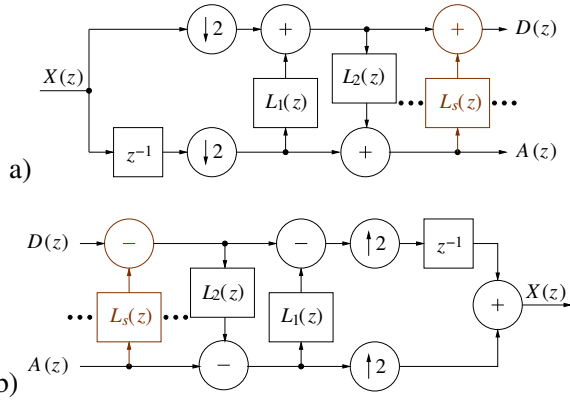 ↓2 + + D(z)
X(z) L₁(z) L₂(z) Lₛ(z)
z⁻¹ ↓2 + A(z)
a)
D(z) − − ↑2 z⁻¹
Lₛ(z) L₂(z) L₁(z) + X(z)
A(z) − ↑2
b)